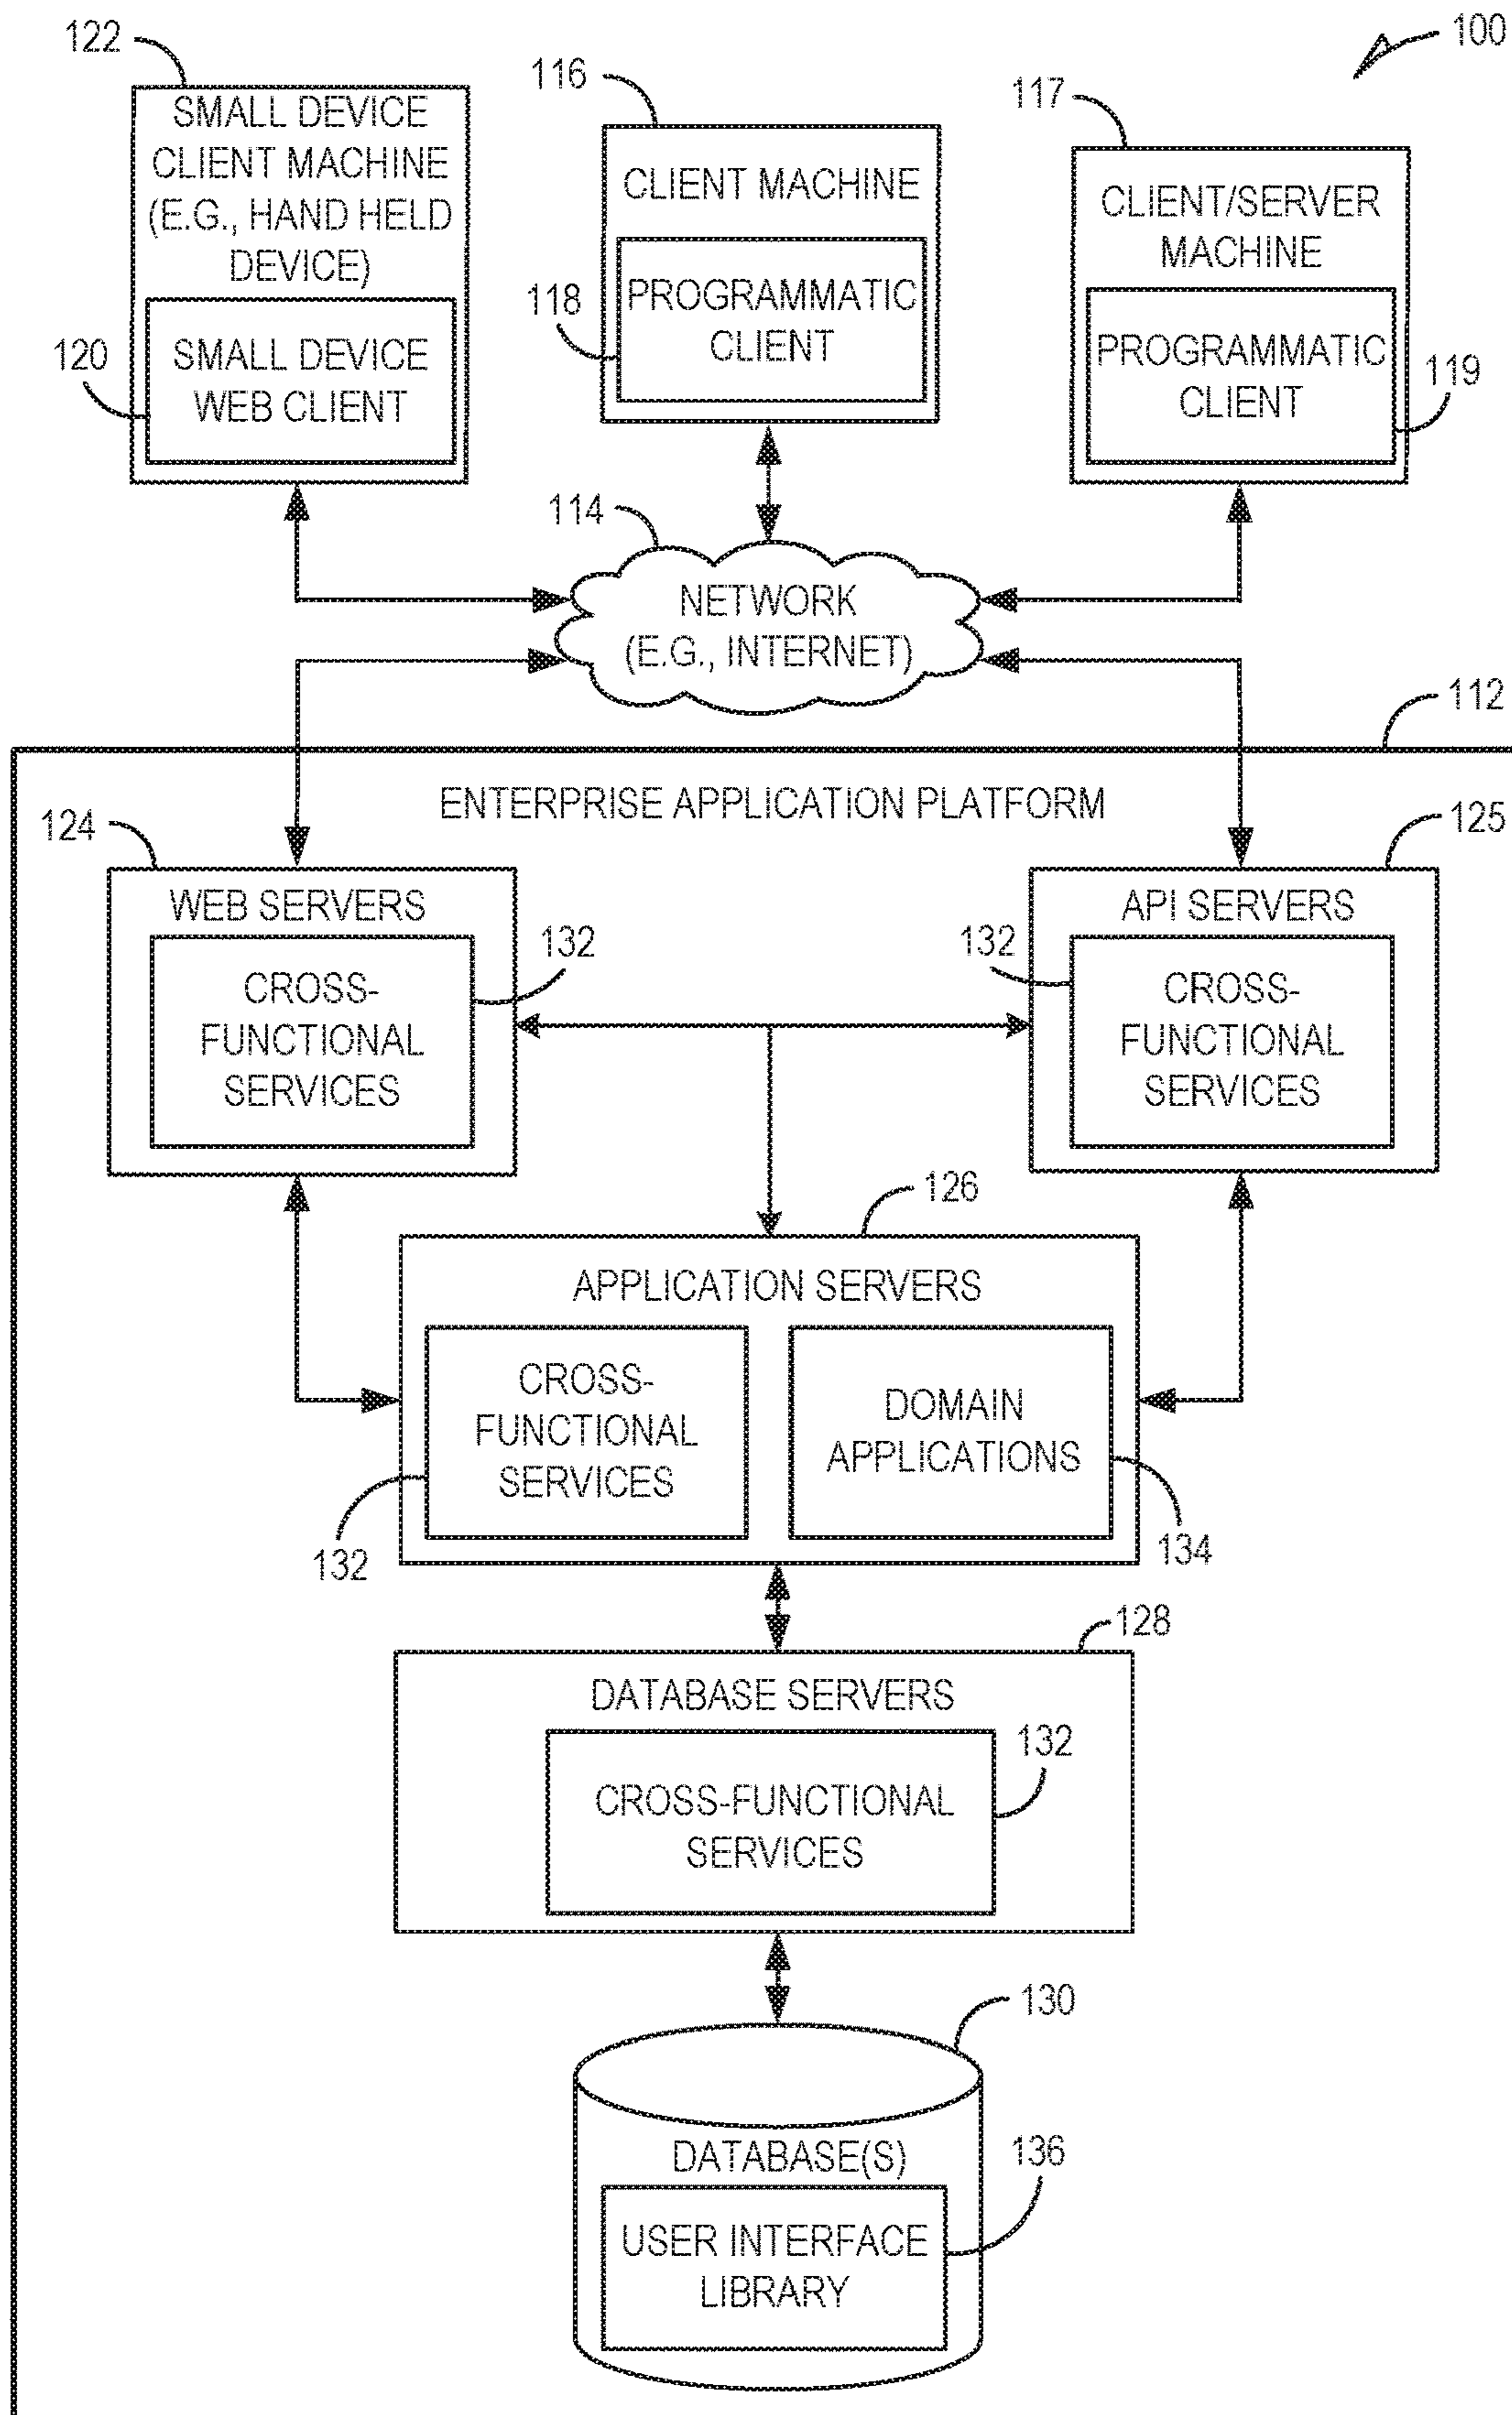 100
122
SMALL DEVICE
CLIENT MACHINE
(E.G., HAND HELD
DEVICE)
120
SMALL DEVICE
WEB CLIENT
116
CLIENT MACHINE
118
PROGRAMMATIC
CLIENT
117
CLIENT/SERVER
MACHINE
PROGRAMMATIC
CLIENT
119
114
NETWORK
(E.G., INTERNET)
112
ENTERPRISE APPLICATION PLATFORM
124
WEB SERVERS
132
CROSS-
FUNCTIONAL
SERVICES
125
API SERVERS
132
CROSS-
FUNCTIONAL
SERVICES
126
APPLICATION SERVERS
CROSS-
FUNCTIONAL
SERVICES
132
DOMAIN
APPLICATIONS
134
128
DATABASE SERVERS
132
CROSS-FUNCTIONAL
SERVICES
130
DATABASE(S)
136
USER INTERFACE
LIBRARY